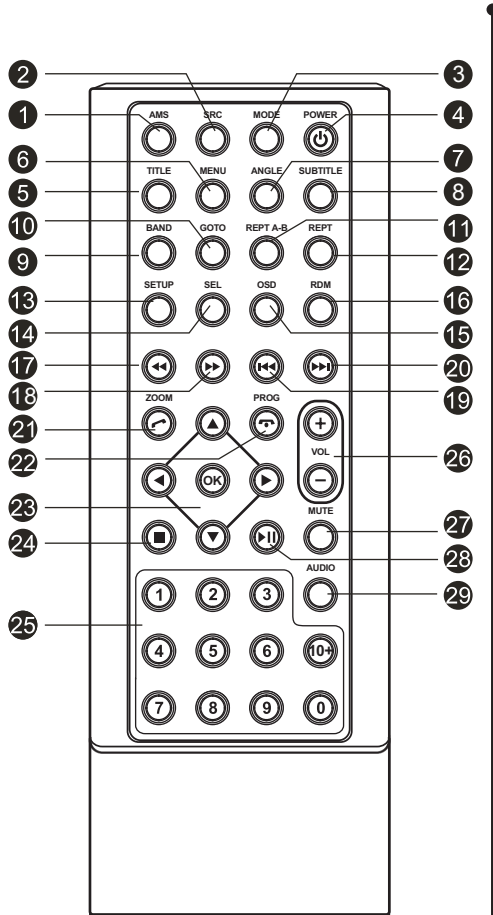 2 3
1 AMS SRC MODE POWER 4
6 7
5 TITLE MENU ANGLE SUBTITLE 8
10 11
9 BAND GOTO REPT A-B REPT 12
13 SETUP SEL OSD RDM 16
14 15
17 20
18 19
21 ZOOM PROG
22 + 26
VOL
23 OK -
24 MUTE 27
28
AUDIO 29
25 1 2 3
4 5 6 10+
7 8 9 0